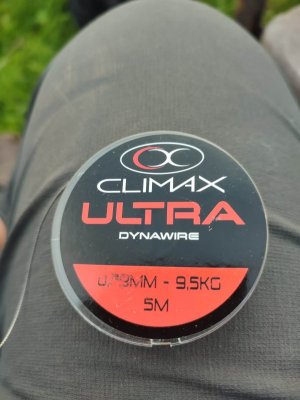 CLIMAX
ULTRA
DYNAWIRE
- 9,5KG
5M